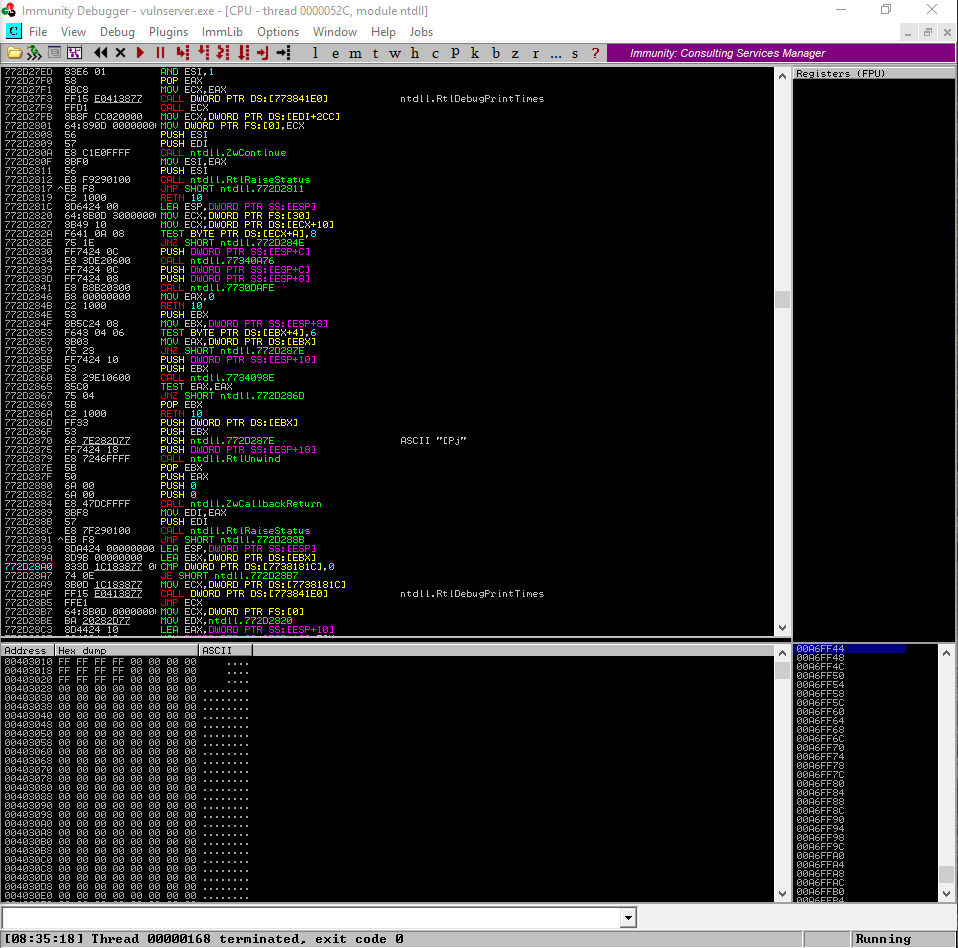 Immunity Debugger - vulnserver.exe - [CPU - thread 0000052C, module ntdll]
C File View Debug Plugins ImmLib Options Window Help Jobs
l e m t w h c p k b z r ... s ? Immunity: Consulting Services Manager
Registers (FPU)
772D27ED 83E6 01 AND ESI,1
772D27F0 58 POP EAX
772D27F1 8BC8 MOV ECX,EAX
772D27F3 FF15 E0413877 CALL DWORD PTR DS:[773841E0] ntdll.RtlDebugPrintTimes
772D27F9 FFD1 CALL ECX
772D27FB 8B8F CC020000 MOV ECX,DWORD PTR DS:[EDI+2CC]
772D2801 64:890D 0000000 MOV DWORD PTR FS:[0],ECX
772D2808 56 PUSH ESI
772D2809 57 PUSH EDI
772D280A E8 C1E0FFFF CALL ntdll.ZwContinue
772D280F 8BF0 MOV ESI,EAX
772D2811 56 PUSH ESI
772D2812 E8 F9290100 CALL ntdll.RtlRaiseStatus
772D2817 ^EB F8 JMP SHORT ntdll.772D2811
772D2819 C2 1000 RETN 10
772D281C 8D6424 00 LEA ESP,DWORD PTR SS:[ESP]
772D2820 64:8B0D 3000000 MOV ECX,DWORD PTR FS:[30]
772D2827 8B49 10 MOV ECX,DWORD PTR DS:[ECX+10]
772D282A F641 0A 08 TEST BYTE PTR DS:[ECX+A],8
772D282E 75 1E JNZ SHORT ntdll.772D284E
772D2830 FF7424 0C PUSH DWORD PTR SS:[ESP+C]
772D2834 E8 3DE20600 CALL ntdll.77340A76
772D2839 FF7424 0C PUSH DWORD PTR SS:[ESP+C]
772D283D FF7424 08 PUSH DWORD PTR SS:[ESP+8]
772D2841 E8 B8B20300 CALL ntdll.7730DAFE
772D2846 B8 00000000 MOV EAX,0
772D284B C2 1000 RETN 10
772D284E 53 PUSH EBX
772D284F 8B5C24 08 MOV EBX,DWORD PTR SS:[ESP+8]
772D2853 F643 04 06 TEST BYTE PTR DS:[EBX+4],6
772D2857 8B03 MOV EAX,DWORD PTR DS:[EBX]
772D2859 75 23 JNZ SHORT ntdll.772D287E
772D285B FF7424 10 PUSH DWORD PTR SS:[ESP+10]
772D285F 53 PUSH EBX
772D2860 E8 29E10600 CALL ntdll.7734098E
772D2865 85C0 TEST EAX,EAX
772D2867 75 04 JNZ SHORT ntdll.772D286D
772D2869 5B POP EBX
772D286A C2 1000 RETN 10
772D286D FF33 PUSH DWORD PTR DS:[EBX]
772D286F 53 PUSH EBX
772D2870 68 7E282D77 PUSH ntdll.772D287E ASCII "[Pj"
772D2875 FF7424 18 PUSH DWORD PTR SS:[ESP+18]
772D2879 E8 7246FFFF CALL ntdll.RtlUnwind
772D287E 5B POP EBX
772D287F 50 PUSH EAX
772D2880 6A 00 PUSH 0
772D2882 6A 00 PUSH 0
772D2884 E8 47DCFFFF CALL ntdll.ZwCallbackReturn
772D2889 8BF8 MOV EDI,EAX
772D288B 57 PUSH EDI
772D288C E8 7F290100 CALL ntdll.RtlRaiseStatus
772D2891 ^EB F8 JMP SHORT ntdll.772D288B
772D2893 8DA424 00000000 LEA ESP,DWORD PTR SS:[ESP]
772D289A 8D9B 00000000 LEA EBX,DWORD PTR DS:[EBX]
772D28A0 833D 1C183877 0 CMP DWORD PTR DS:[7738181C],0
772D28A7 74 0E JE SHORT ntdll.772D28B7
772D28A9 8B0D 1C183877 MOV ECX,DWORD PTR DS:[7738181C]
772D28AF FF15 E0413877 CALL DWORD PTR DS:[773841E0] ntdll.RtlDebugPrintTimes
772D28B5 FFE1 JMP ECX
772D28B7 64:8B0D 0000000 MOV ECX,DWORD PTR FS:[0]
772D28BE BA 20282D77 MOV EDX,ntdll.772D2820
772D28C3 8D4424 10 LEA EAX,DWORD PTR SS:[ESP+10]
Address Hex dump ASCII
00403010 FF FF FF FF 00 00 00 00 ....
00403018 FF FF FF FF 00 00 00 00 ....
00403020 FF FF FF FF 00 00 00 00 ....
00403028 00 00 00 00 00 00 00 00 ........
00403030 00 00 00 00 00 00 00 00 ........
00403038 00 00 00 00 00 00 00 00 ........
00403040 00 00 00 00 00 00 00 00 ........
00403048 00 00 00 00 00 00 00 00 ........
00403050 00 00 00 00 00 00 00 00 ........
00403058 00 00 00 00 00 00 00 00 ........
00403060 00 00 00 00 00 00 00 00 ........
00403068 00 00 00 00 00 00 00 00 ........
00403070 00 00 00 00 00 00 00 00 ........
00403078 00 00 00 00 00 00 00 00 ........
00403080 00 00 00 00 00 00 00 00 ........
00403088 00 00 00 00 00 00 00 00 ........
00403090 00 00 00 00 00 00 00 00 ........
00403098 00 00 00 00 00 00 00 00 ........
004030A0 00 00 00 00 00 00 00 00 ........
004030A8 00 00 00 00 00 00 00 00 ........
004030B0 00 00 00 00 00 00 00 00 ........
004030B8 00 00 00 00 00 00 00 00 ........
004030C0 00 00 00 00 00 00 00 00 ........
004030C8 00 00 00 00 00 00 00 00 ........
004030D0 00 00 00 00 00 00 00 00 ........
004030D8 00 00 00 00 00 00 00 00 ........
004030E0 00 00 00 00 00 00 00 00 ........
00A6FF44
00A6FF48
00A6FF4C
00A6FF50
00A6FF54
00A6FF58
00A6FF5C
00A6FF60
00A6FF64
00A6FF68
00A6FF6C
00A6FF70
00A6FF74
00A6FF78
00A6FF7C
00A6FF80
00A6FF84
00A6FF88
00A6FF8C
00A6FF90
00A6FF94
00A6FF98
00A6FF9C
00A6FFA0
00A6FFA4
00A6FFA8
00A6FFAC
00A6FFB0
00A6FFB4
[08:35:18] Thread 00000168 terminated, exit code 0 Running